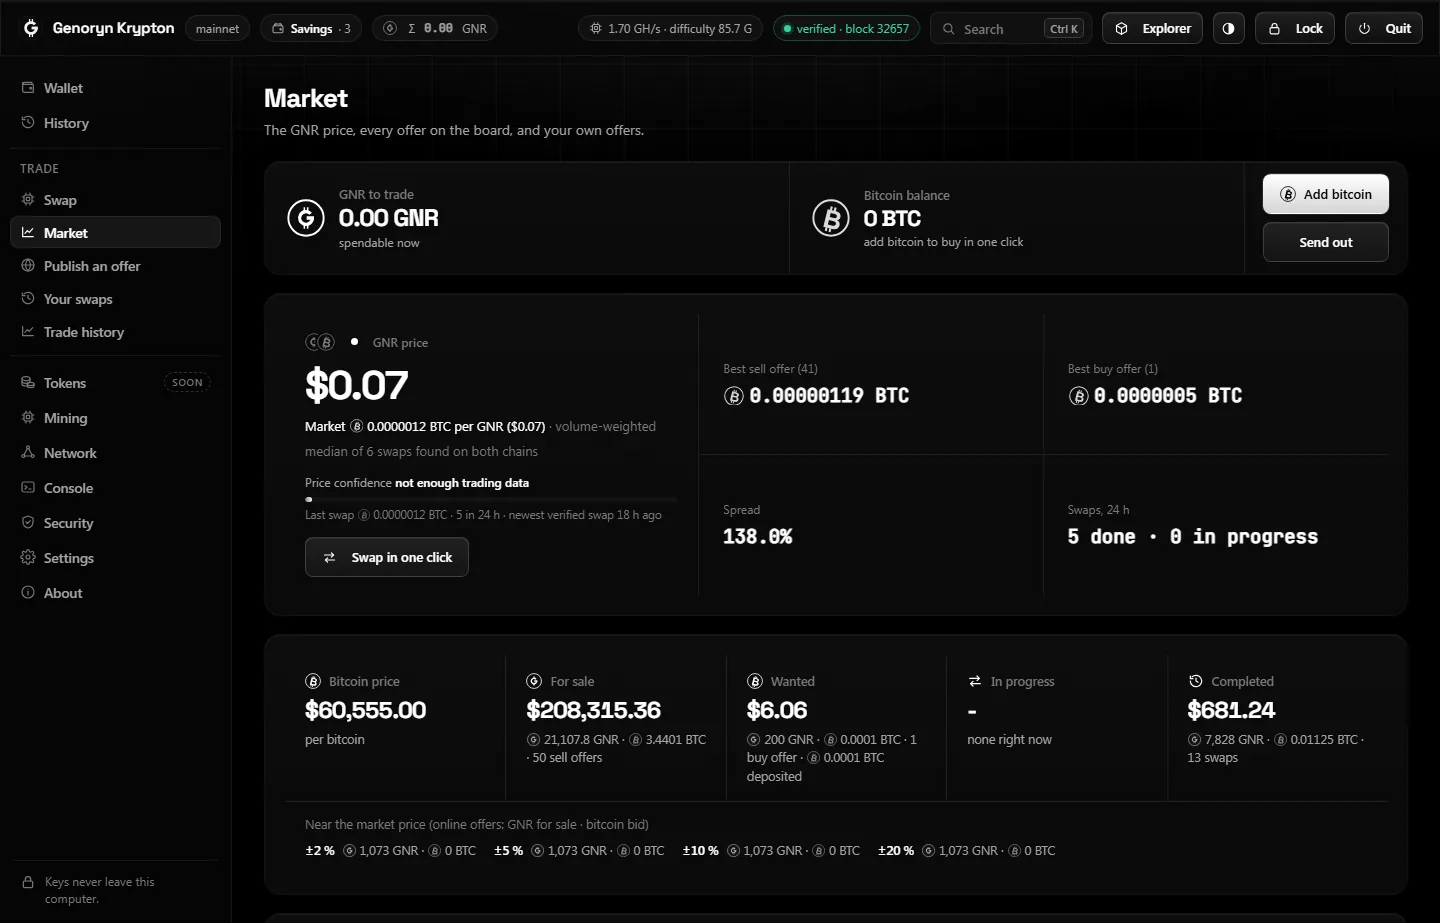 Genoryn Krypton
mainnet
Savings · 3
Σ 0.00 GNR
1.70 GH/s · difficulty 85.7 G
verified · block 32657
Search
Ctrl K
Explorer
Lock
Quit
Wallet
History
TRADE
Swap
Market
Publish an offer
Your swaps
Trade history
Tokens
SOON
Mining
Network
Console
Security
Settings
About
Keys never leave this
computer.
Market
The GNR price, every offer on the board, and your own offers.
GNR to trade
0.00 GNR
spendable now
Bitcoin balance
0 BTC
add bitcoin to buy in one click
Add bitcoin
Send out
GNR price
$0.07
Market 0.0000012 BTC per GNR ($0.07) · volume-weighted
median of 6 swaps found on both chains
Price confidence not enough trading data
Last swap 0.0000012 BTC · 5 in 24 h · newest verified swap 18 h ago
Swap in one click
Best sell offer (41)
0.00000119 BTC
Best buy offer (1)
0.0000005 BTC
Spread
138.0%
Swaps, 24 h
5 done · 0 in progress
Bitcoin price
$60,555.00
per bitcoin
For sale
$208,315.36
21,107.8 GNR · 3.4401 BTC
· 50 sell offers
Wanted
$6.06
200 GNR · 0.0001 BTC · 1
buy offer · 0.0001 BTC
deposited
In progress
-
none right now
Completed
$681.24
7,828 GNR · 0.01125 BTC ·
13 swaps
Near the market price (online offers: GNR for sale · bitcoin bid)
±2 % 1,073 GNR · 0 BTC ±5 % 1,073 GNR · 0 BTC ±10 % 1,073 GNR · 0 BTC ±20 % 1,073 GNR · 0 BTC